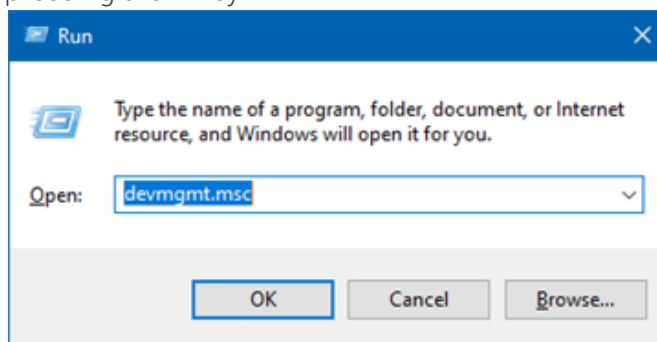 Run
Type the name of a program, folder, document, or Internet
resource, and Windows will open it for you.
Open:
devmgmt.msc
OK
Cancel
Browse...